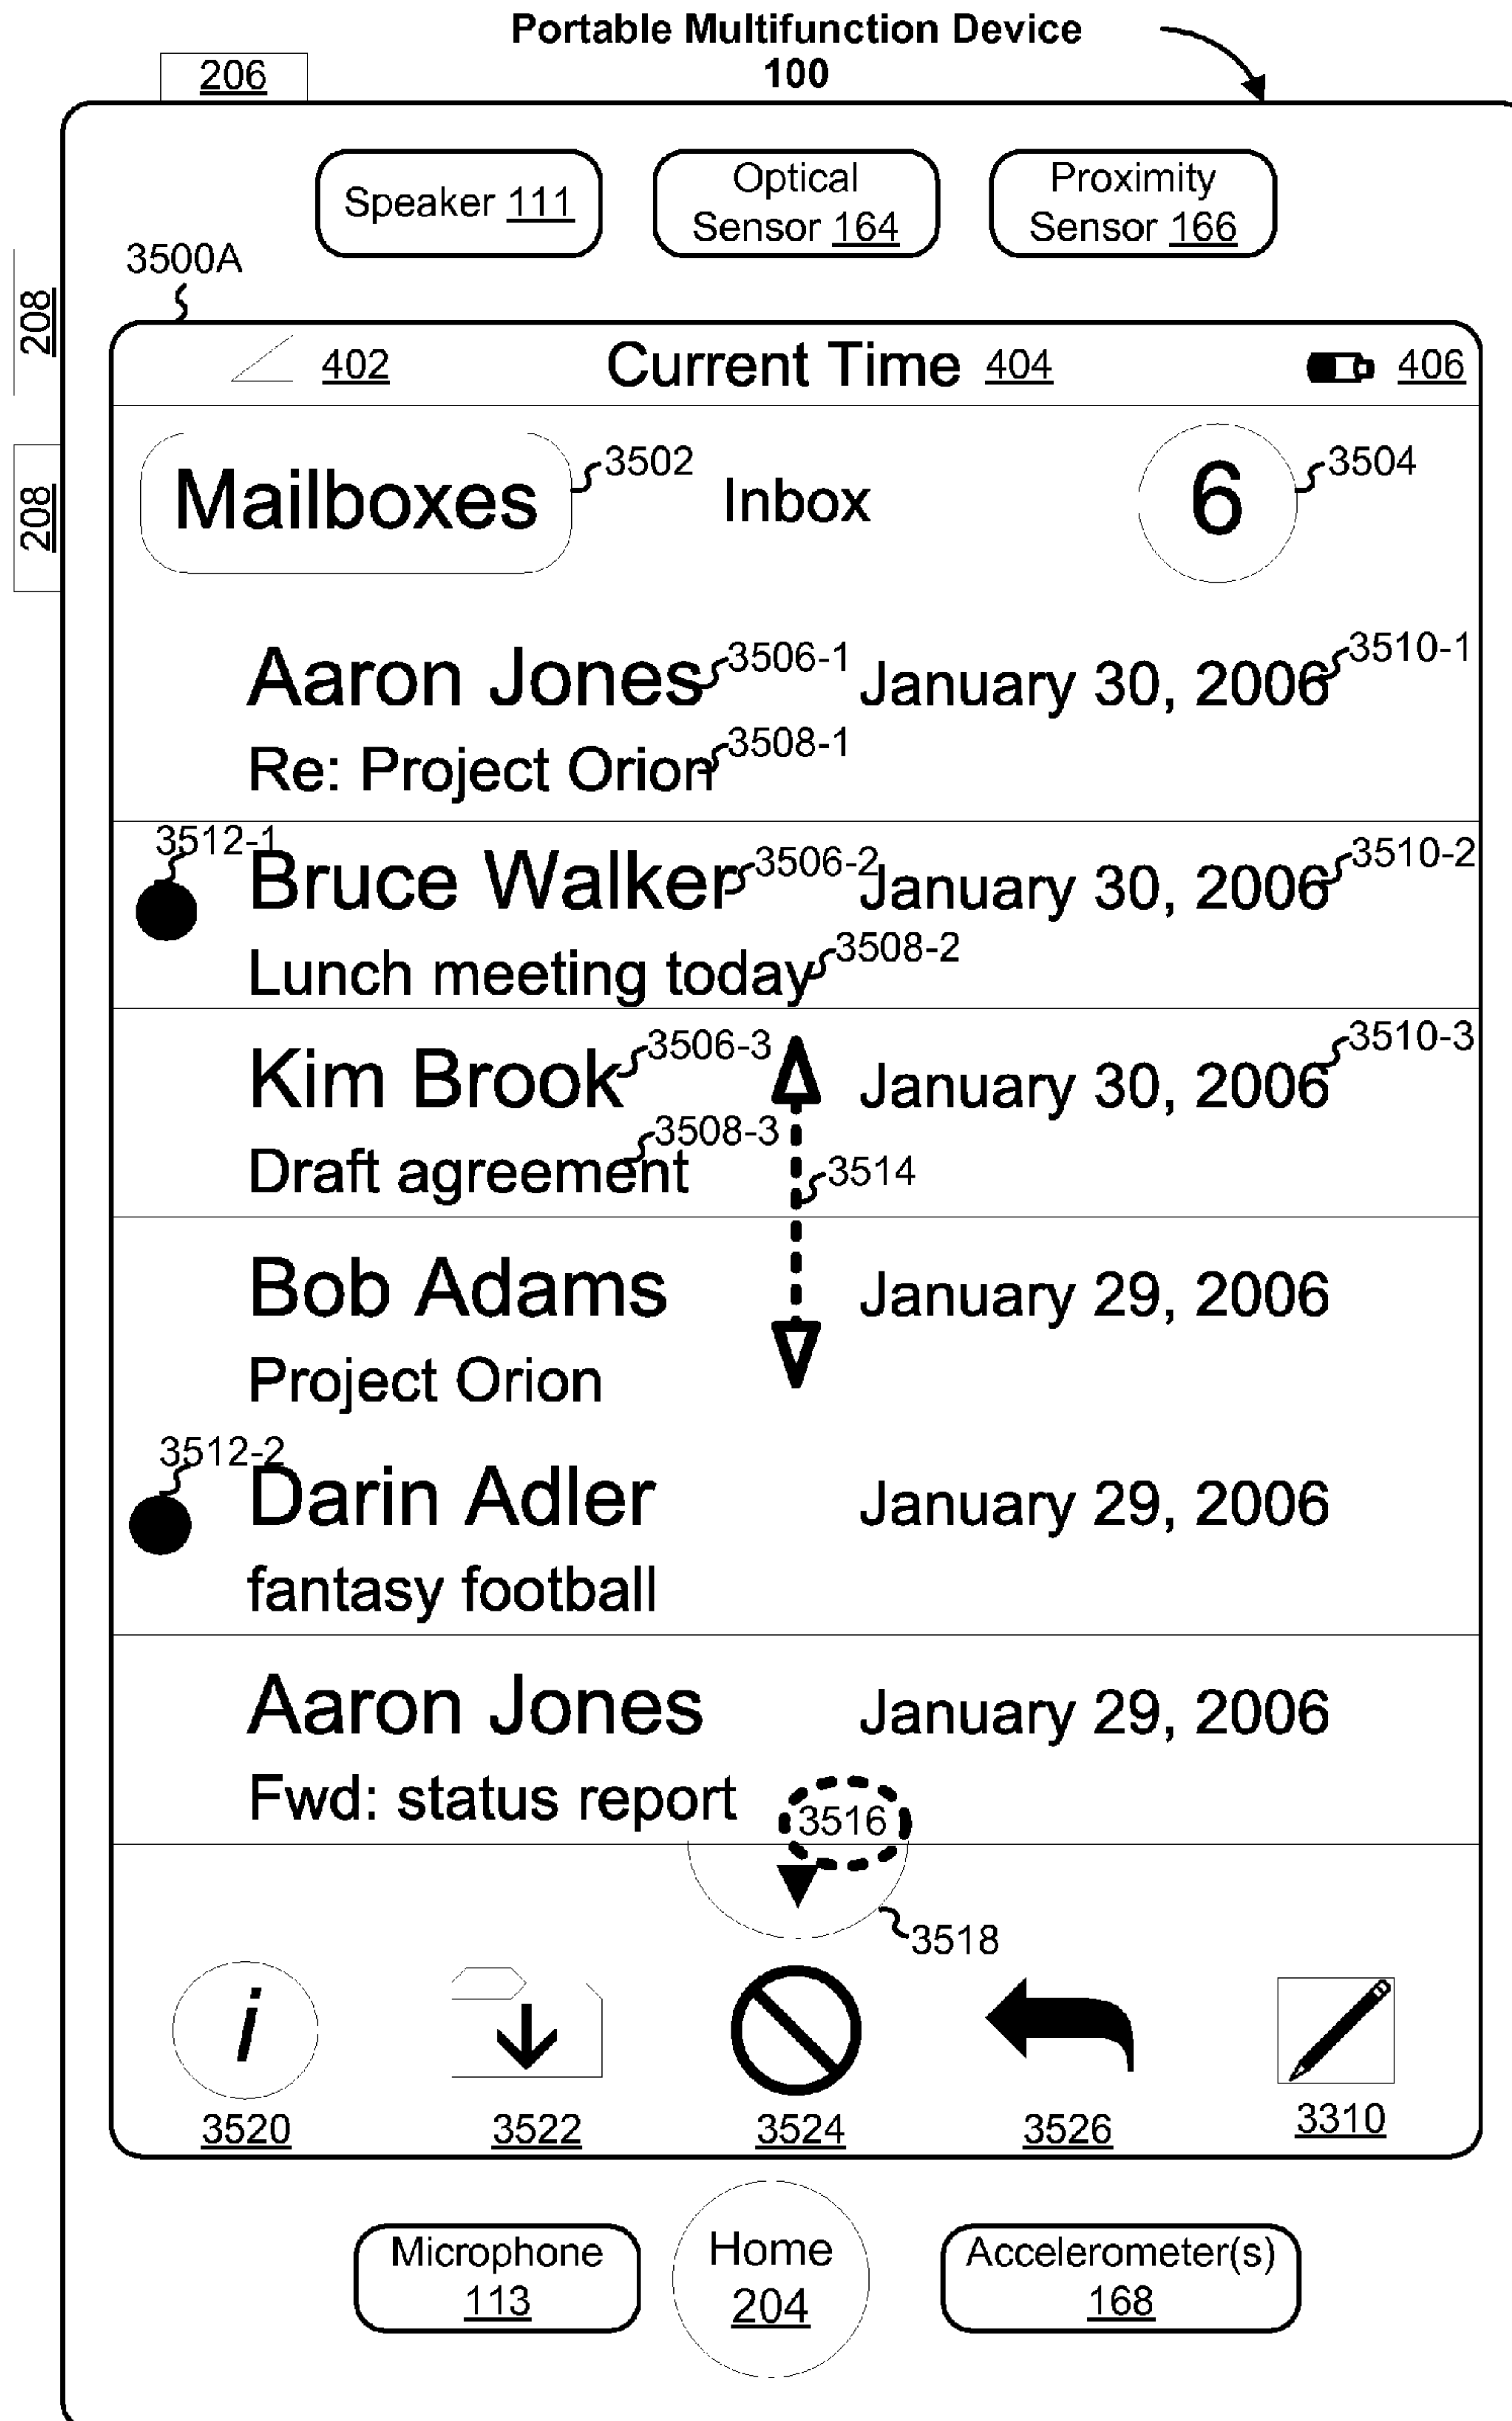 Portable Multifunction Device
100
206
Speaker 111
Optical
Sensor 164
Proximity
Sensor 166
3500A
208
208
402
Current Time 404
406
Mailboxes
3502
Inbox
6
3504
Aaron Jones
3506-1
January 30, 2006
3510-1
Re: Project Orion
3508-1
3512-1
Bruce Walker
3506-2
January 30, 2006
3510-2
Lunch meeting today
3508-2
Kim Brook
3506-3
January 30, 2006
3510-3
Draft agreement
3508-3
3514
Bob Adams
January 29, 2006
Project Orion
3512-2
Darin Adler
January 29, 2006
fantasy football
Aaron Jones
January 29, 2006
Fwd: status report
3516
3518
i
3520
3522
3524
3526
3310
Microphone
113
Home
204
Accelerometer(s)
168